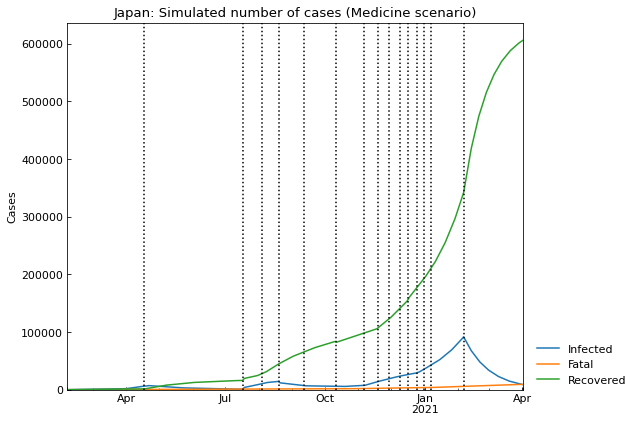 Japan: Simulated number of cases (Medicine scenario)
Cases
600000
500000
400000
300000
200000
100000
0
Apr Jul Oct Jan Apr
2021
Infected
Fatal
Recovered